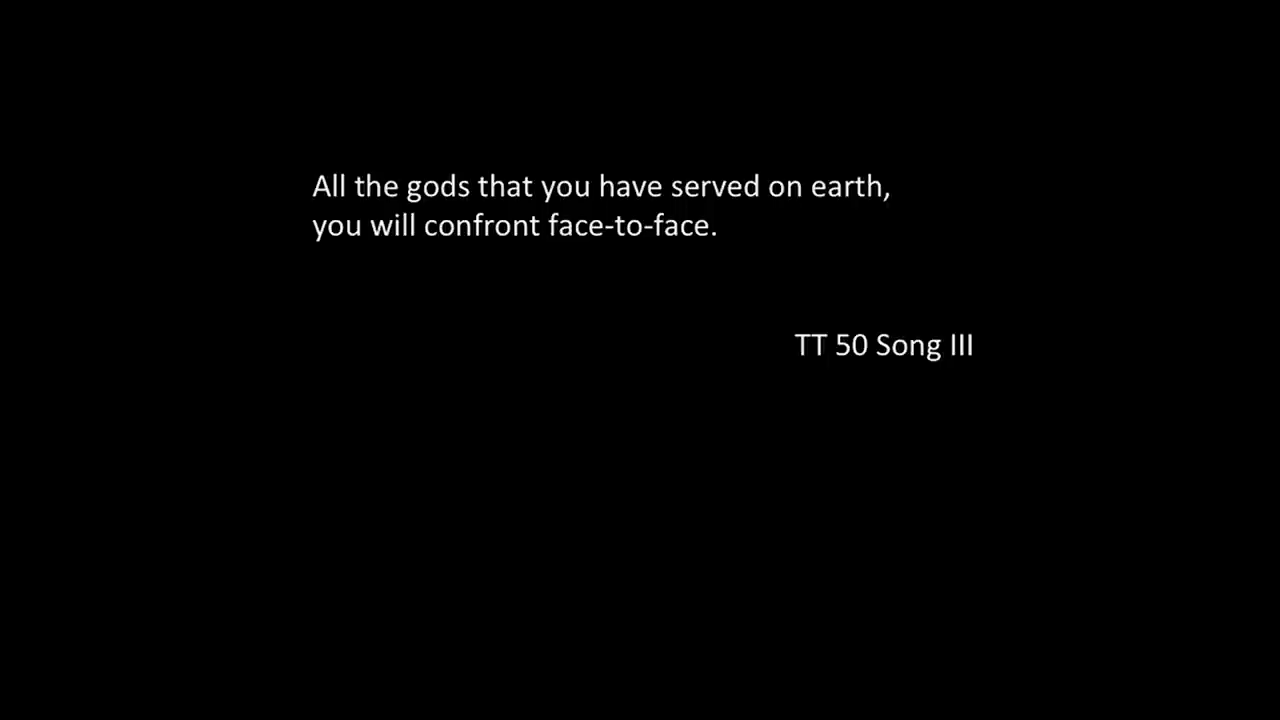 All the gods that you have served on earth,
you will confront face-to-face.
TT 50 Song III